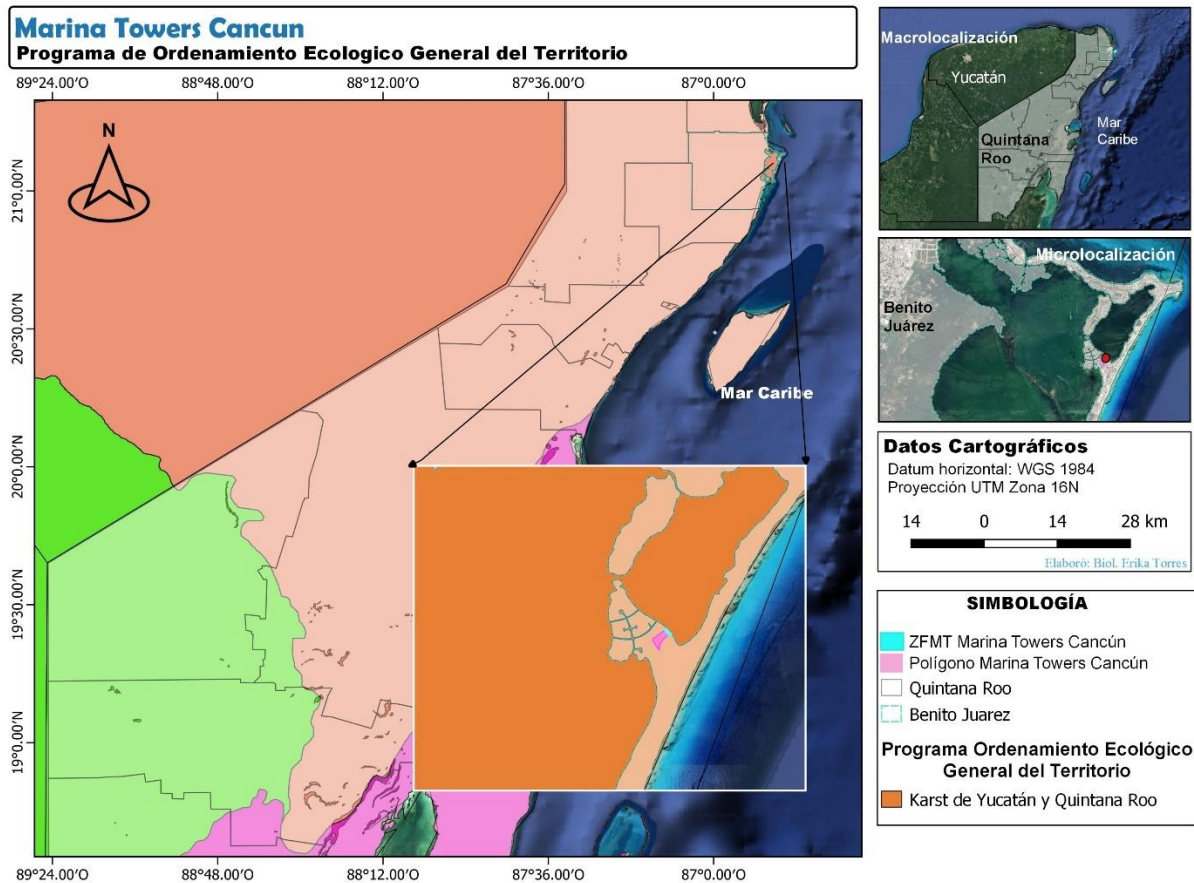 Marina Towers Cancun
Programa de Ordenamiento Ecologico General del Territorio
89°24.00'O
88°48.00'O
88°12.00'O
87°36.00'O
87°0.00'O
N
21°0.00'N
20°30.00'N
20°0.00'N
19°30.00'N
19°0.00'N
Mar Caribe
89°24.00'O
88°48.00'O
88°12.00'O
87°36.00'O
87°0.00'O
Macrolocalización
Yucatán
Quintana
Roo
Mar
Caribe
Microlocalización
Benito
Juárez
Datos Cartográficos
Datum horizontal: WGS 1984
Proyección UTM Zona 16N
14 0 14 28 km
Elaboró: Biol. Erika Torres
SIMBOLOGÍA
ZFMT Marina Towers Cancún
Polígono Marina Towers Cancún
Quintana Roo
Benito Juarez
Programa Ordenamiento Ecológico
General del Territorio
Karst de Yucatán y Quintana Roo